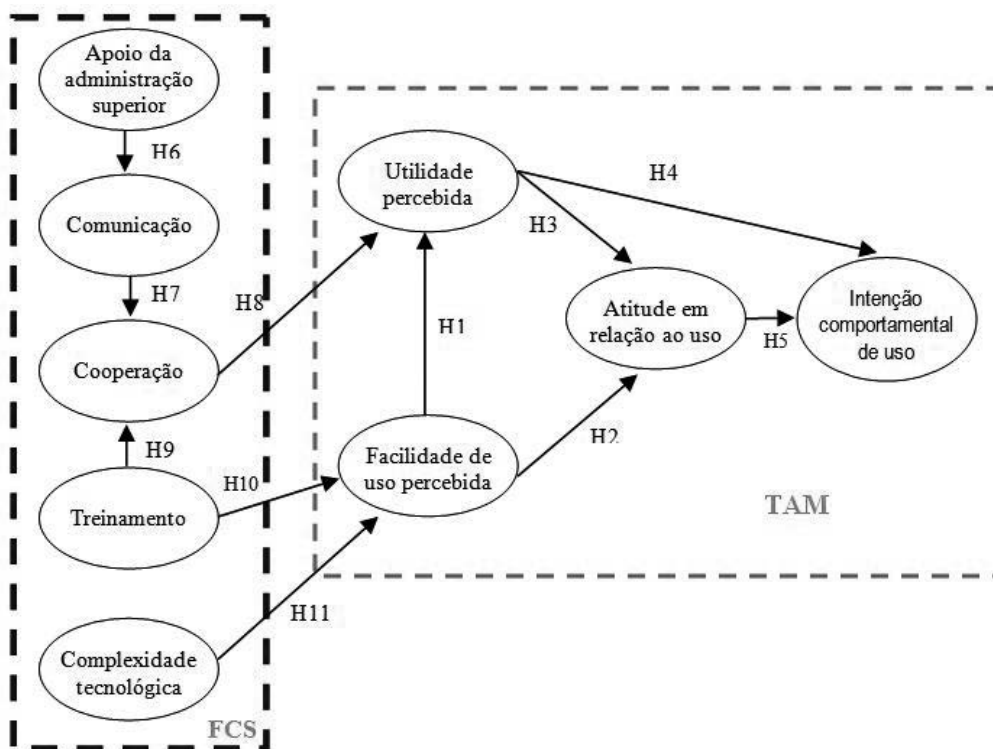 Apoio da
administração
superior
H6
Comunicação
H7
Cooperação
H9
Treinamento
Complexidade
tecnológica
FCS
H8
H10
H11
Utilidade
percebida
H1
Facilidade de
uso percebida
H3
H4
Atitude em
relação ao uso
H2
H5
Intenção
comportamental
de uso
TAM